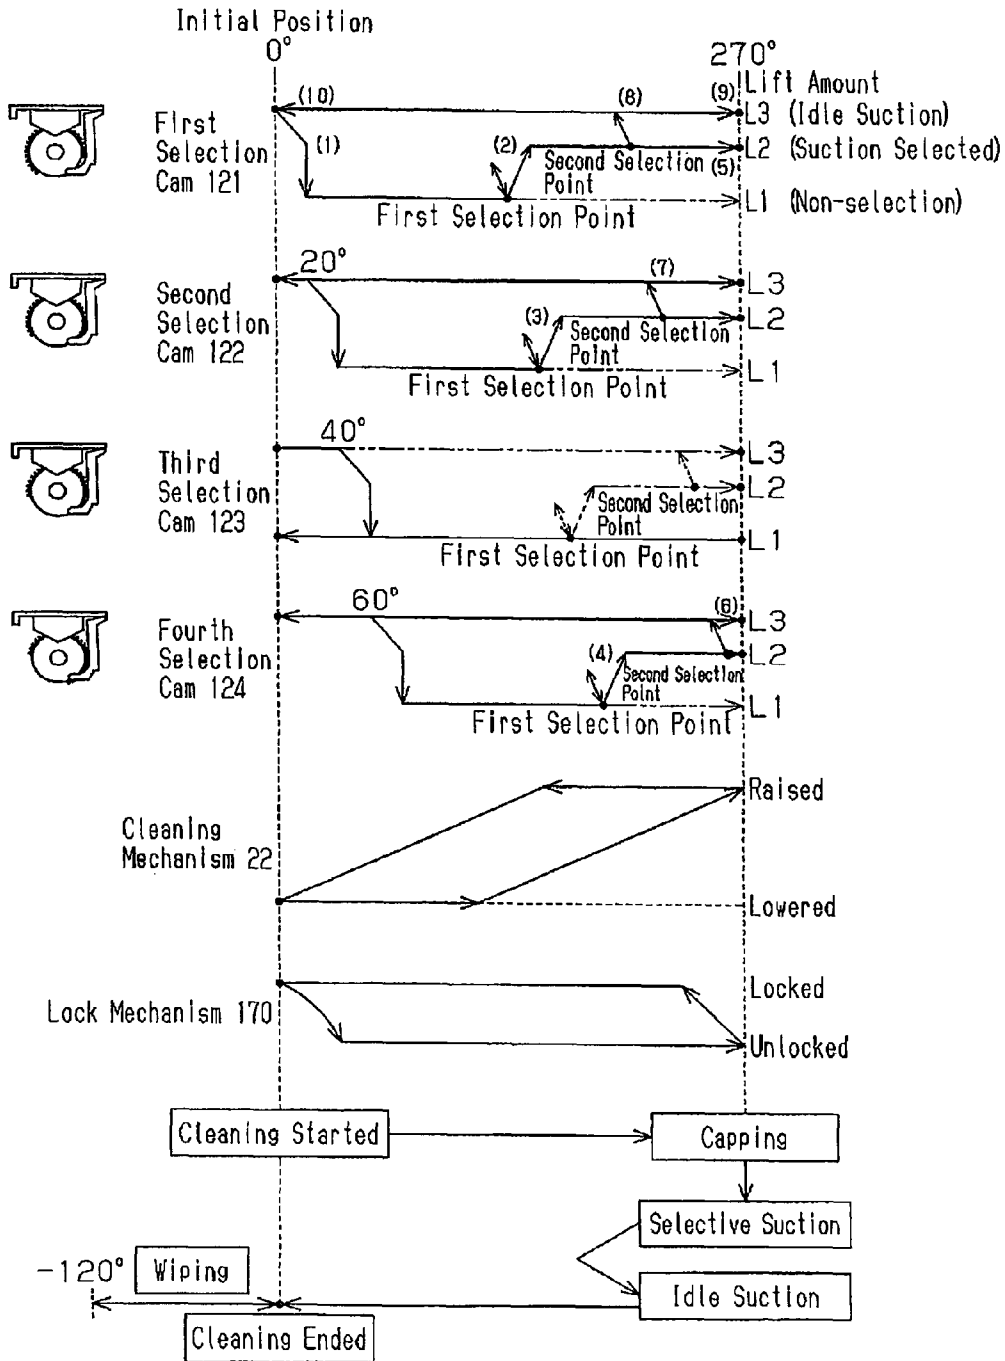 Initial Position
0° 270°
Lift Amount
(10) (8) (9)
L3 (Idle Suction)
First
Selection
Cam 121
(1) (2) Second Selection
Point
(5)
L2 (Suction Selected)
First Selection Point
L1 (Non-selection)
20° (7) L3
Second
Selection
Cam 122
(3) Second Selection
Point
L2
First Selection Point
L1
40° L3
Third
Selection
Cam 123
Second Selection
Point
L2
First Selection Point
L1
60° (6) L3
Fourth
Selection
Cam 124
(4) Second Selection
Point
L2
First Selection Point
L1
Raised
Cleaning
Mechanism 22
Lowered
Locked
Lock Mechanism 170
Unlocked
Cleaning Started
Capping
Selective Suction
-120° Wiping
Idle Suction
Cleaning Ended